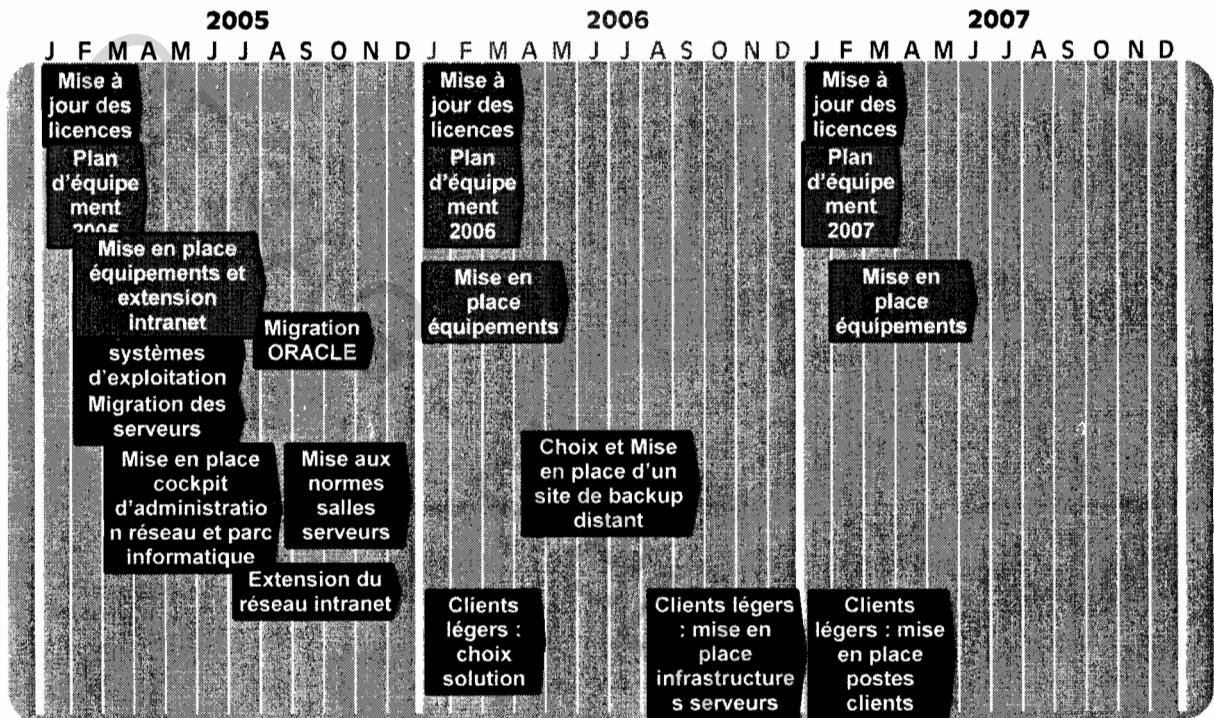 2005 2006 2007
J F M A M J J A S O N D J F M A M J J A S O N D J F M A M J J A S O N D
Mise à
jour des
licences
Mise à
jour des
licences
Mise à
jour des
licences
Plan
d'équipe
ment
2005
Plan
d'équipe
ment
2006
Plan
d'équipe
ment
2007
Mise en place
équipements et
extension
intranet
Mise en
place
équipements
Mise en
place
équipements
Migration
ORACLE
systèmes
d'exploitation
Migration des
serveurs
Mise en place
cockpit
d'administratio
n réseau et parc
informatique
Mise aux
normes
salles
serveurs
Choix et Mise
en place d'un
site de backup
distant
Extension du
réseau intranet
Clients
légers :
choix
solution
Clients légers
: mise en
place
infrastructure
s serveurs
Clients
légers : mise
en place
postes
clients